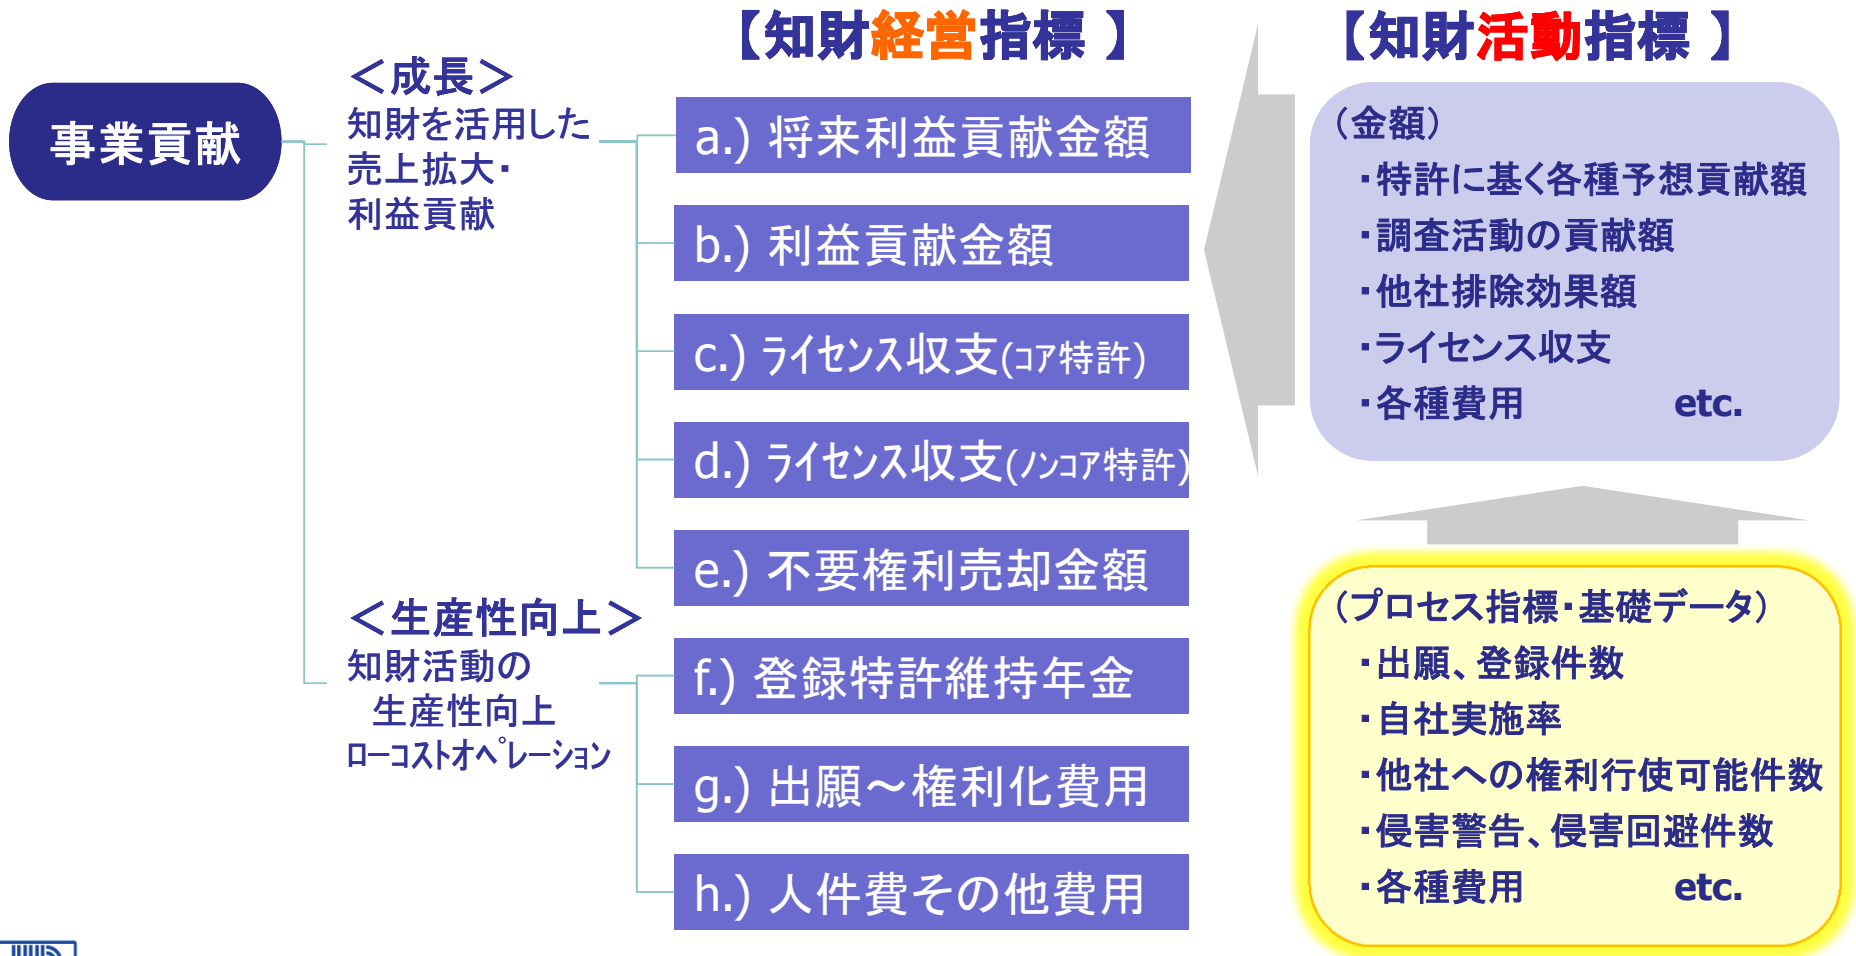 【知財経営指標 】
【知財活動指標 】
事業貢献
＜成長＞
知財を活用した
売上拡大・
利益貢献
＜生産性向上＞
知財活動の
生産性向上
ﾛｰｺｽﾄｵﾍﾟﾚｰｼｮﾝ
a.) 将来利益貢献金額
b.) 利益貢献金額
c.) ﾗｲｾﾝｽ収支(ｺｱ特許)
d.) ﾗｲｾﾝｽ収支(ﾉﾝｺｱ特許)
e.) 不要権利売却金額
f.) 登録特許維持年金
g.) 出願～権利化費用
h.) 人件費その他費用
（金額）
・特許に基く各種予想貢献額
・調査活動の貢献額
・他社排除効果額
・ライセンス収支
・各種費用 etc.
（プロセス指標・基礎データ）
・出願、登録件数
・自社実施率
・他社への権利行使可能件数
・侵害警告、侵害回避件数
・各種費用 etc.